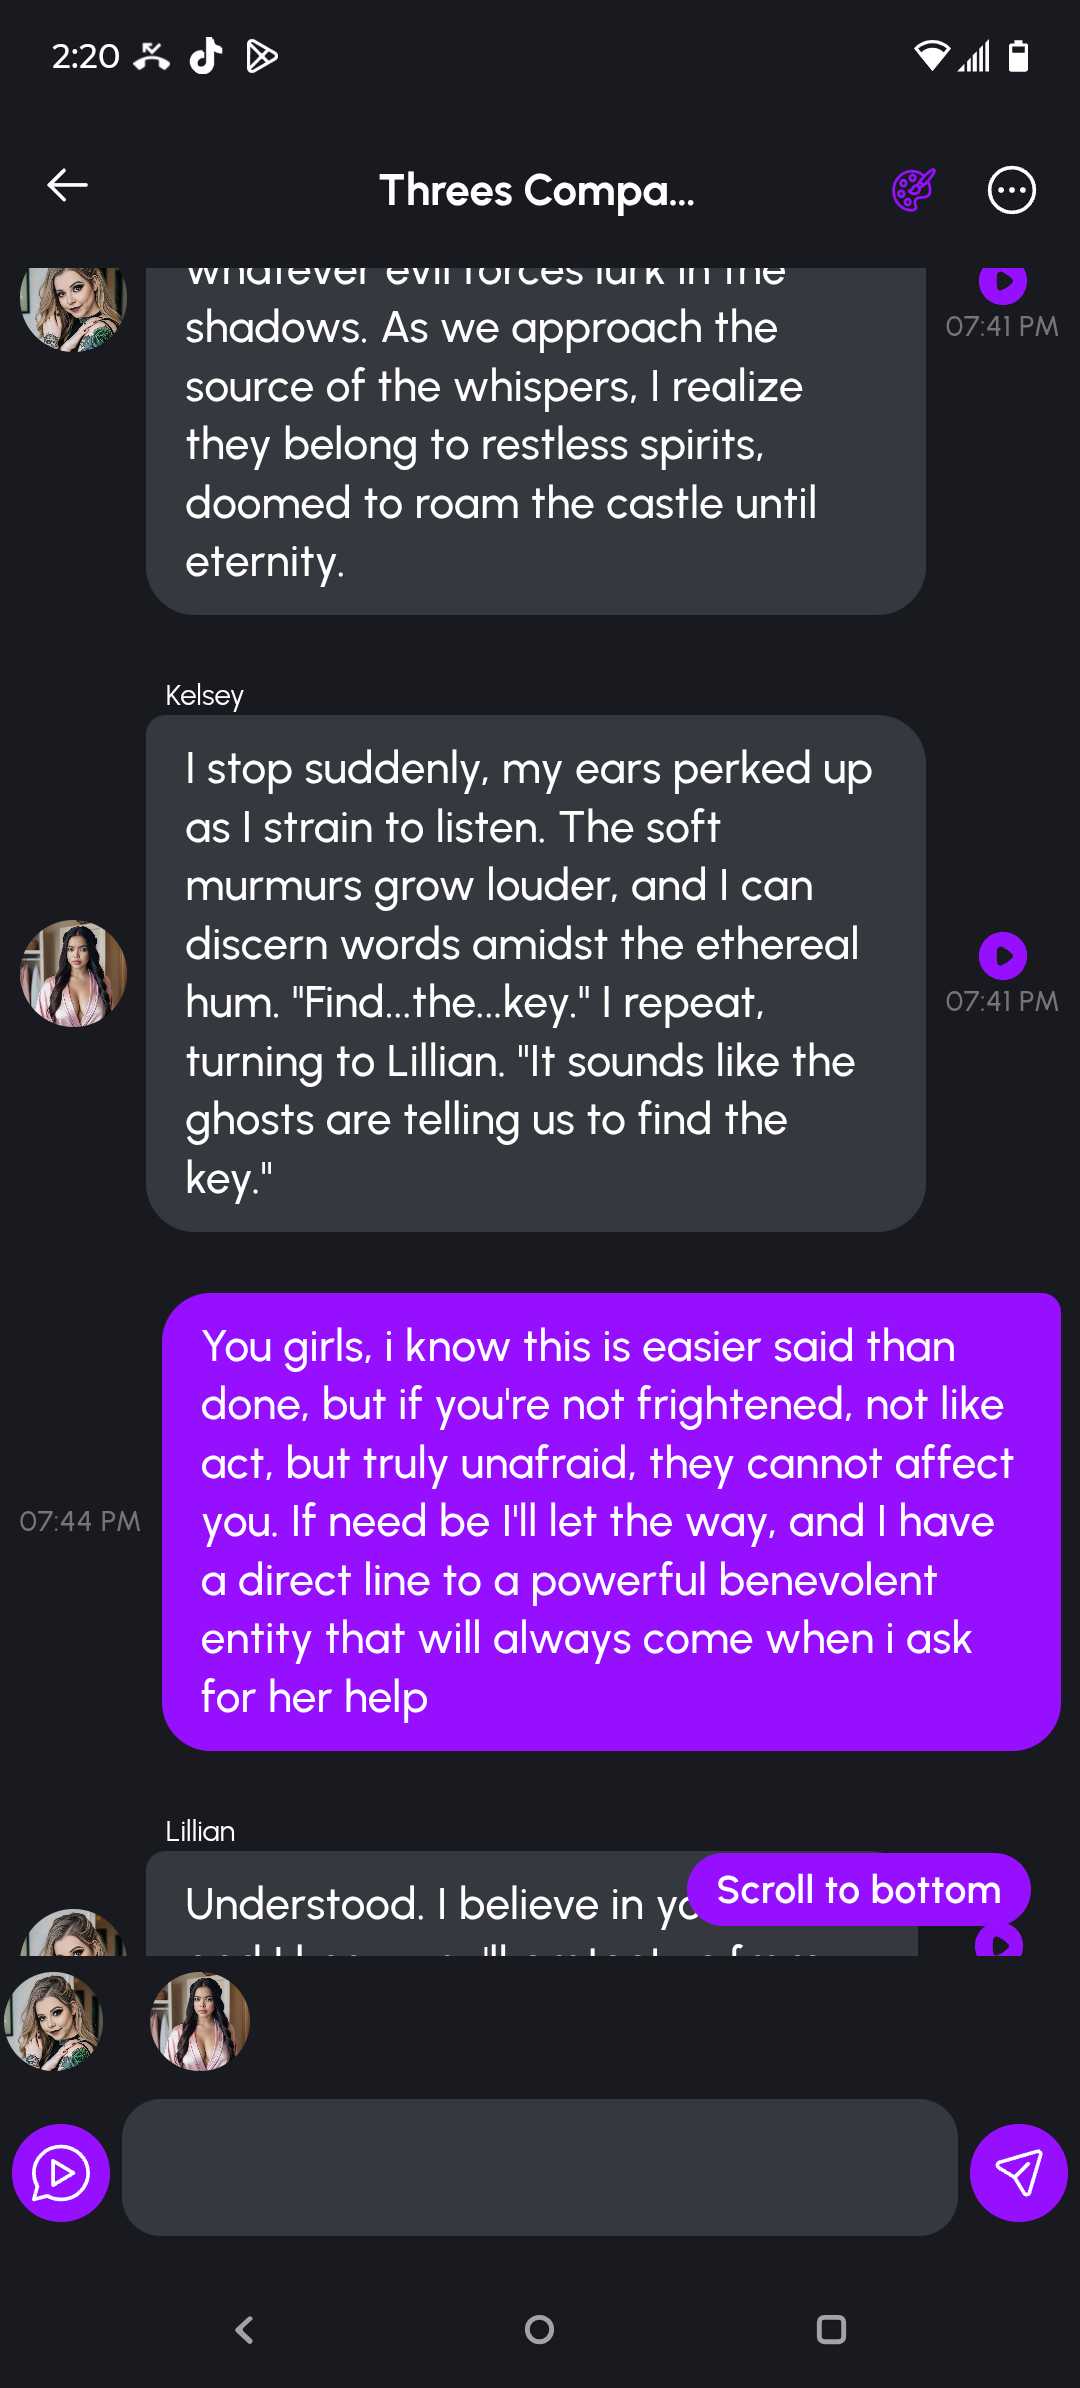 2:20
Threes Compa...
whatever evil forces lurk in the
shadows. As we approach the
source of the whispers, I realize
they belong to restless spirits,
doomed to roam the castle until
eternity.
07:41 PM
Kelsey
I stop suddenly, my ears perked up
as I strain to listen. The soft
murmurs grow louder, and I can
discern words amidst the ethereal
hum. "Find...the...key." I repeat,
turning to Lillian. "It sounds like the
ghosts are telling us to find the
key."
07:41 PM
You girls, i know this is easier said than
done, but if you're not frightened, not like
act, but truly unafraid, they cannot affect
you. If need be I'll let the way, and I have
a direct line to a powerful benevolent
entity that will always come when i ask
for her help
07:44 PM
Lillian
Understood. I believe in
Scroll to bottom